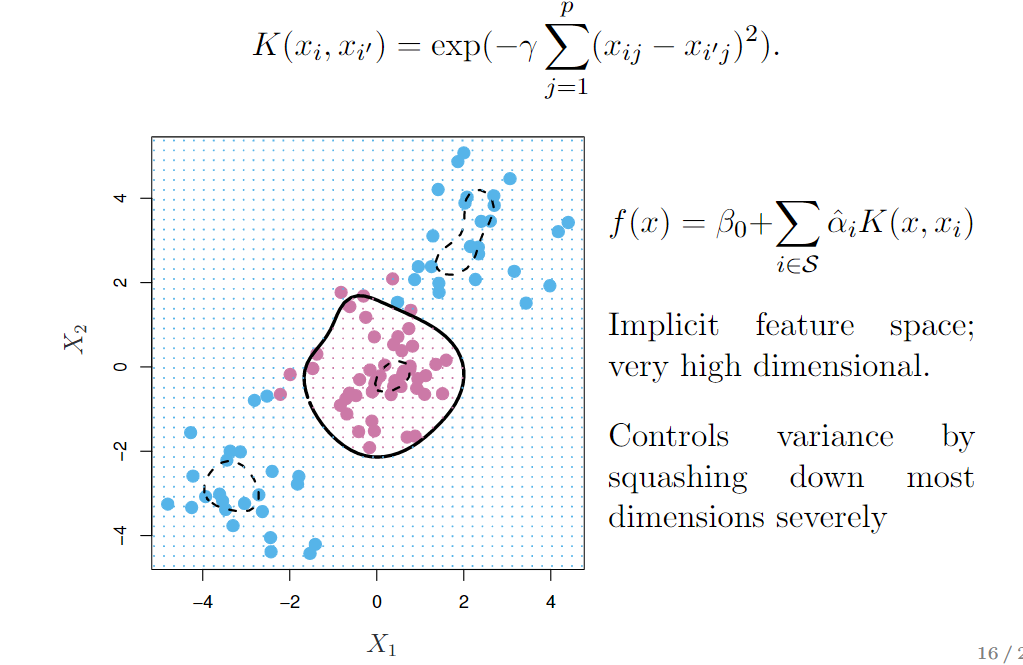 K(x_i, x_{i'}) = exp(−γ ∑_{j=1}^{p} (x_{ij} − x_{i'j})^2).
f(x) = β_0+∑_{i∈S} α̂_i K(x, x_i)
Implicit feature space;
very high dimensional.
Controls variance by
squashing down most
dimensions severely
4
2
0
−2
−4
X_2
−4 −2 0 2 4
X_1
16 / 2